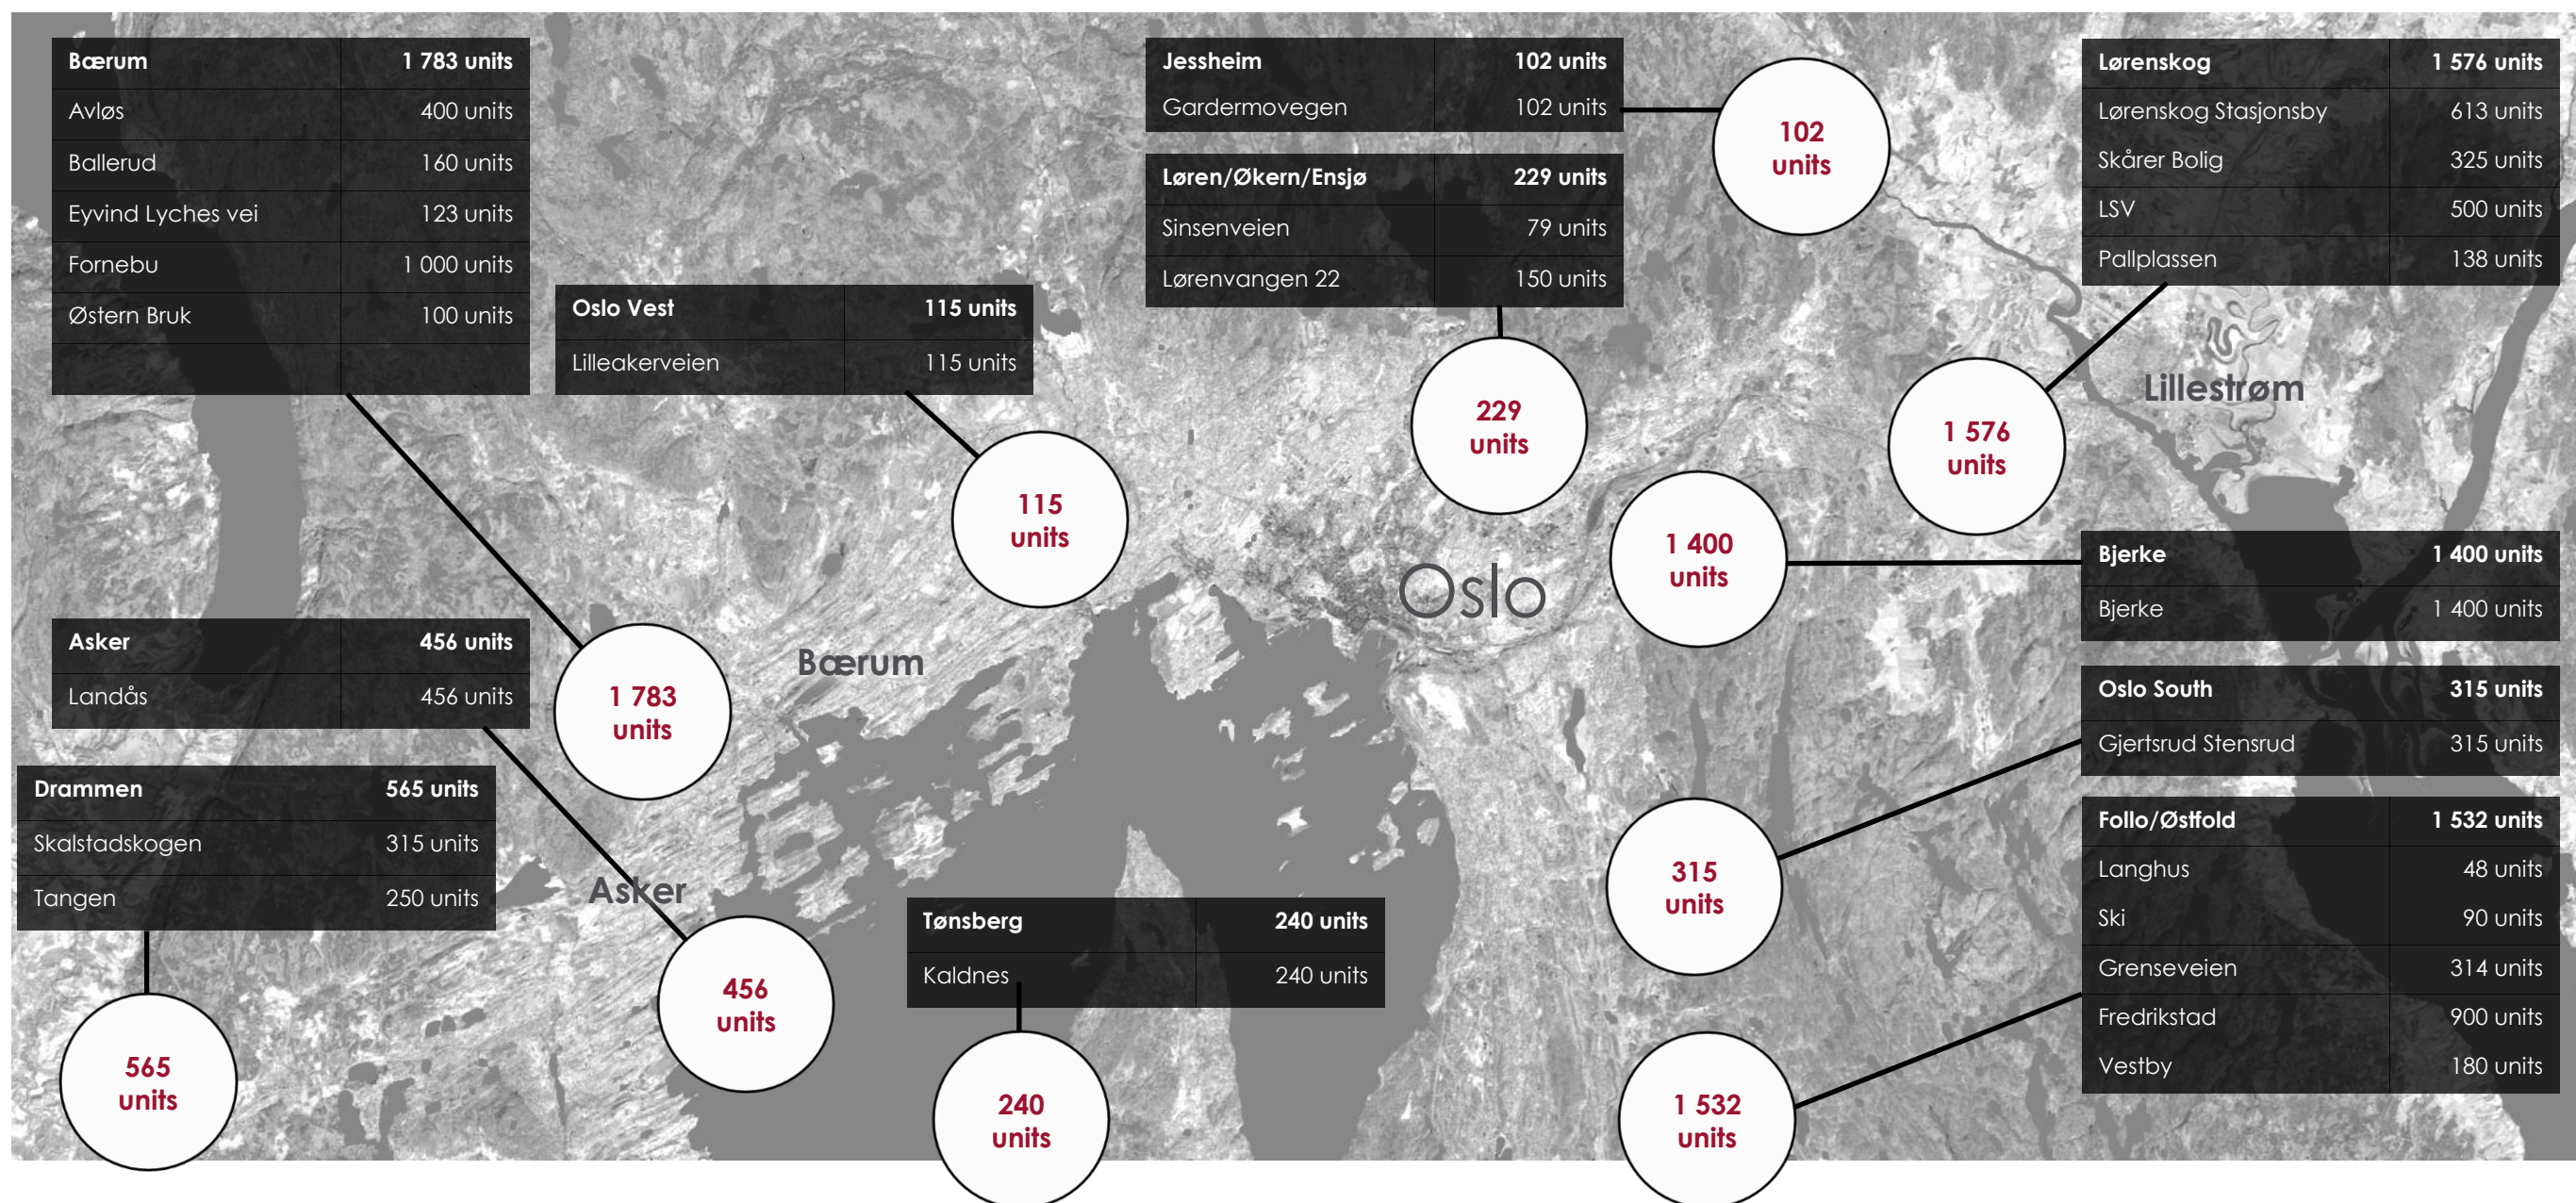 Bærum 1 783 units
Avløs 400 units
Ballerud 160 units
Eyvind Lyches vei 123 units
Fornebu 1 000 units
Østern Bruk 100 units
Oslo Vest 115 units
Lilleakerveien 115 units
Jessheim 102 units
Gardermovegen 102 units
Løren/Økern/Ensjø 229 units
Sinsenveien 79 units
Lørenvangen 22 150 units
Lørenskog 1 576 units
Lørenskog Stasjonsby 613 units
Skårer Bolig 325 units
LSV 500 units
Pallplassen 138 units
102
units
229
units
1 576
units
Lillestrøm
115
units
1 400
units
Oslo
Bjerke 1 400 units
Bjerke 1 400 units
Asker 456 units
Landås 456 units
Bærum
1 783
units
Oslo South 315 units
Gjertsrud Stensrud 315 units
Drammen 565 units
Skalstadskogen 315 units
Tangen 250 units
Asker
315
units
Follo/Østfold 1 532 units
Langhus 48 units
Ski 90 units
Grenseveien 314 units
Fredrikstad 900 units
Vestby 180 units
Tønsberg 240 units
Kaldnes 240 units
456
units
565
units
240
units
1 532
units